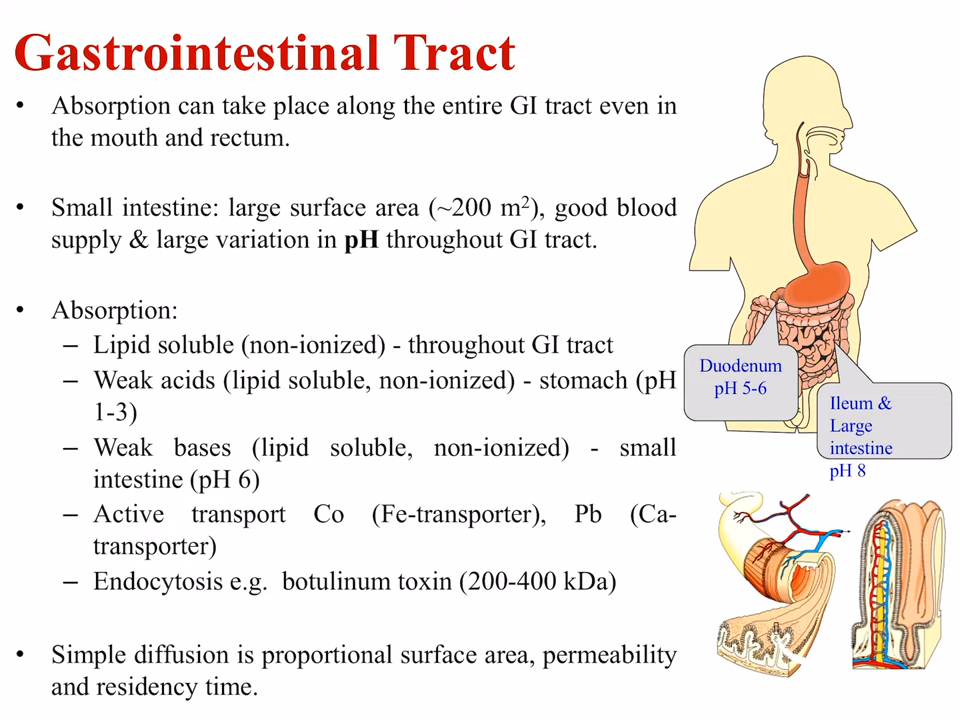 Gastrointestinal Tract
• Absorption can take place along the entire GI tract even in
the mouth and rectum.
• Small intestine: large surface area (~200 m²), good blood
supply & large variation in pH throughout GI tract.
• Absorption:
– Lipid soluble (non-ionized) - throughout GI tract
– Weak acids (lipid soluble, non-ionized) - stomach (pH
1-3)
– Weak bases (lipid soluble, non-ionized) - small
intestine (pH 6)
– Active transport Co (Fe-transporter), Pb (Ca-
transporter)
– Endocytosis e.g. botulinum toxin (200-400 kDa)
• Simple diffusion is proportional surface area, permeability
and residency time.
Duodenum
pH 5-6
Ileum &
Large
intestine
pH 8